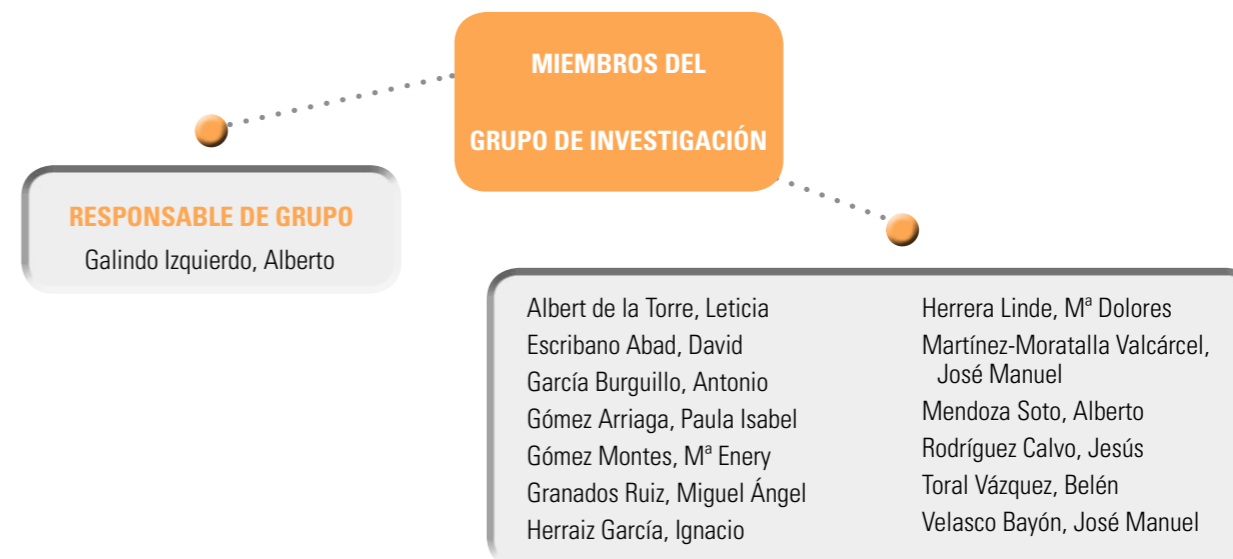 MIEMBROS DEL
GRUPO DE INVESTIGACIÓN
RESPONSABLE DE GRUPO
Galindo Izquierdo, Alberto
Albert de la Torre, Leticia
Escribano Abad, David
García Burguillo, Antonio
Gómez Arriaga, Paula Isabel
Gómez Montes, Mª Enery
Granados Ruiz, Miguel Ángel
Herraiz García, Ignacio
Herrera Linde, Mª Dolores
Martínez-Moratalla Valcárcel,
José Manuel
Mendoza Soto, Alberto
Rodríguez Calvo, Jesús
Toral Vázquez, Belén
Velasco Bayón, José Manuel